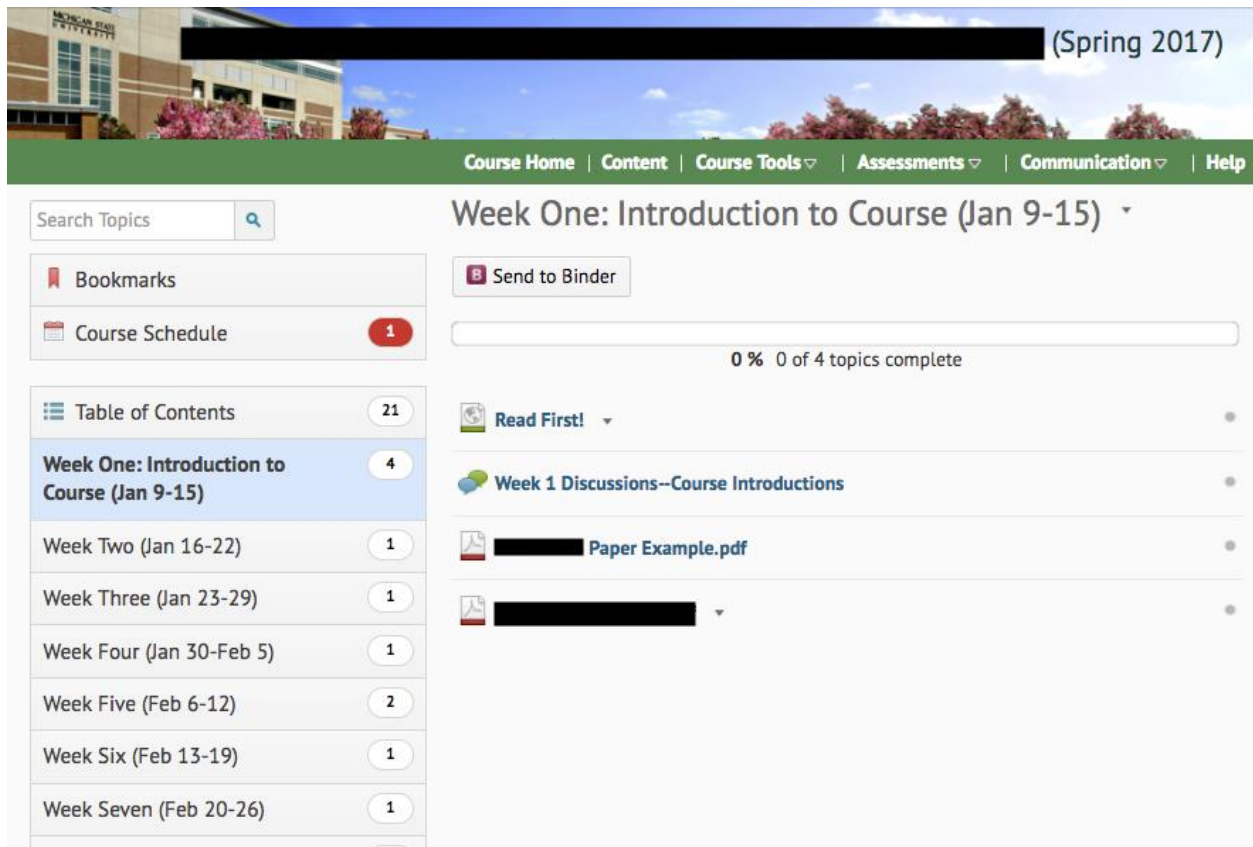 MICHIGAN STATE
UNIVERSITY
(Spring 2017)
Course Home | Content | Course Tools | Assessments | Communication | Help
Search Topics
Bookmarks
Course Schedule 1
Table of Contents 21
Week One: Introduction to
Course (Jan 9-15) 4
Week Two (Jan 16-22) 1
Week Three (Jan 23-29) 1
Week Four (Jan 30-Feb 5) 1
Week Five (Feb 6-12) 2
Week Six (Feb 13-19) 1
Week Seven (Feb 20-26) 1
Week One: Introduction to Course (Jan 9-15)
B Send to Binder
0 % 0 of 4 topics complete
Read First!
Week 1 Discussions--Course Introductions
Paper Example.pdf